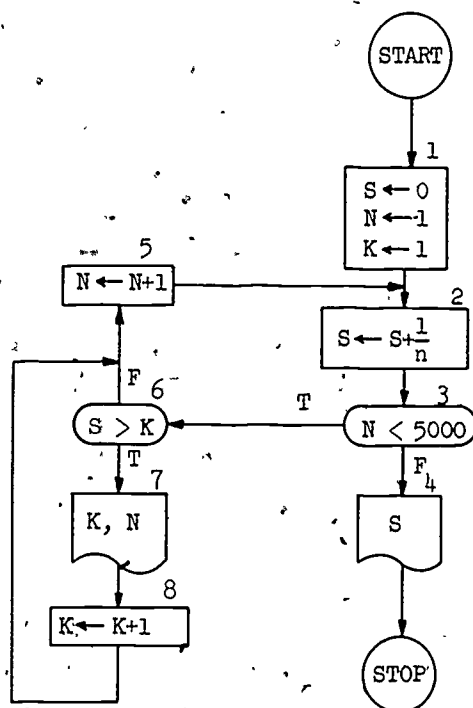 START
1
S ← 0
N ← 1
K ← 1
2
S ← S+1/n
3
N < 5000
T
F
4
S
STOP
5
N ← N+1
F
6
S > K
T
7
K, N
8
K ← K+1